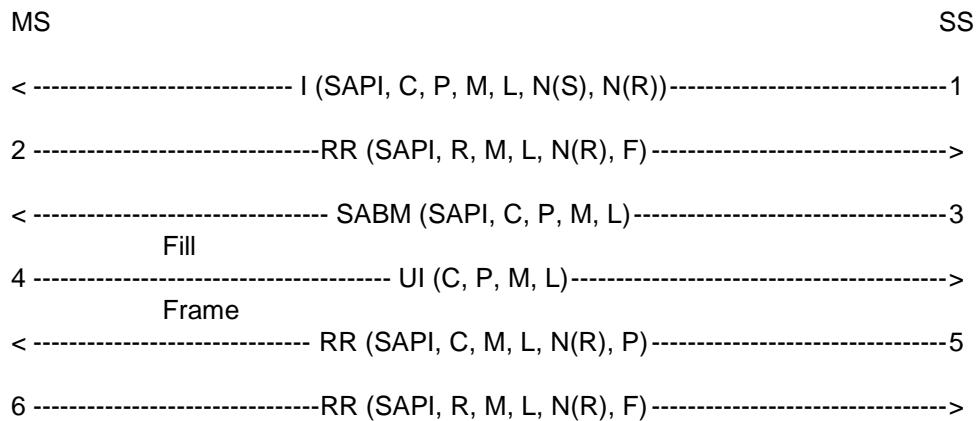 MS SS
< ----------------------------- I (SAPI, C, P, M, L, N(S), N(R))-------------------------------1
2 --------------------------------RR (SAPI, R, M, L, N(R), F) --------------------------------->
< --------------------------------- SABM (SAPI, C, P, M, L)-----------------------------------3
Fill
4 ---------------------------------------- UI (C, P, M, L)------------------------------------------>
Frame
< ------------------------------- RR (SAPI, C, M, L, N(R), P)---------------------------------5
6 --------------------------------RR (SAPI, R, M, L, N(R), F) --------------------------------->